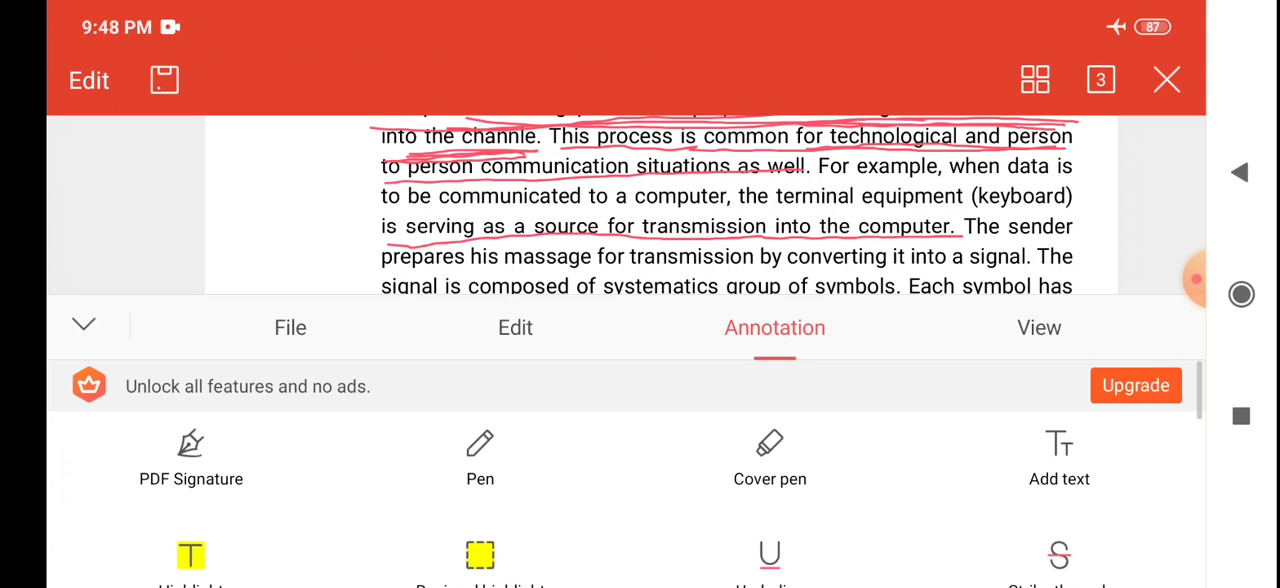 9:48 PM
87
Edit
3
into the channle. This process is common for technological and person
to person communication situations as well. For example, when data is
to be communicated to a computer, the terminal equipment (keyboard)
is serving as a source for transmission into the computer. The sender
prepares his massage for transmission by converting it into a signal. The
signal is composed of systematics group of symbols. Each symbol has
File Edit Annotation View
Unlock all features and no ads.
Upgrade
PDF Signature Pen Cover pen Add text